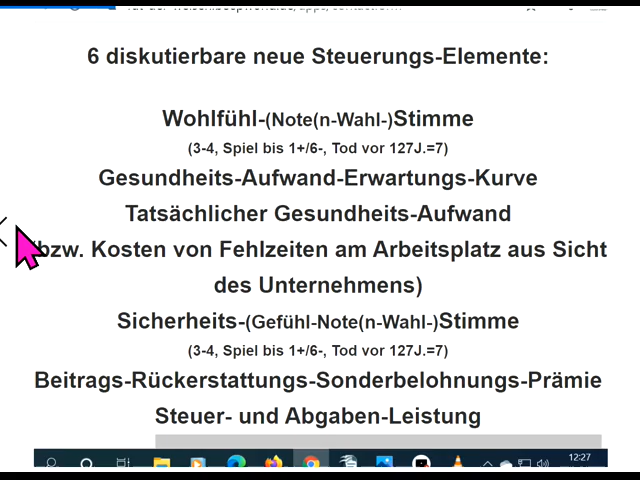 6 diskutierbare neue Steuerungs-Elemente:
Wohlfühl-(Note(n-Wahl-)Stimme
(3-4, Spiel bis 1+/6-, Tod vor 127J.=7)
Gesundheits-Aufwand-Erwartungs-Kurve
Tatsächlicher Gesundheits-Aufwand
bzw. Kosten von Fehlzeiten am Arbeitsplatz aus Sicht
des Unternehmens)
Sicherheits-(Gefühl-Note(n-Wahl-)Stimme
(3-4, Spiel bis 1+/6-, Tod vor 127J.=7)
Beitrags-Rückerstattungs-Sonderbelohnungs-Prämie
Steuer- und Abgaben-Leistung
12:27